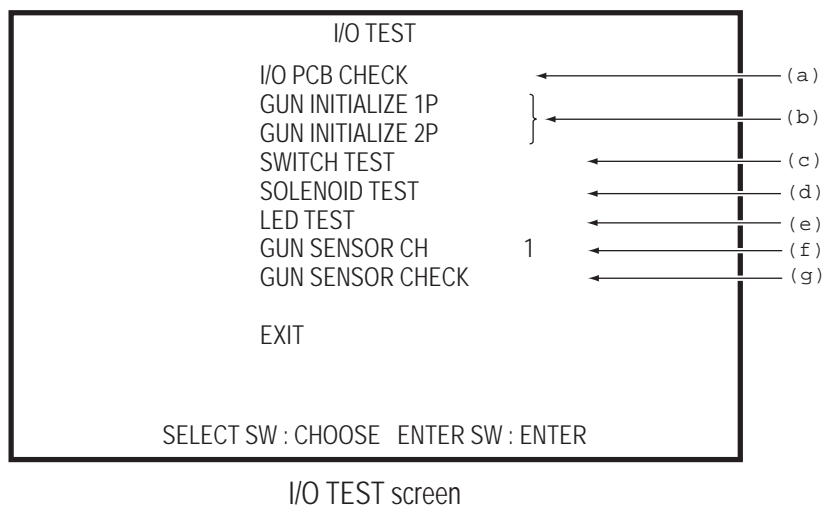 I/O TEST
I/O PCB CHECK (a)
GUN INITIALIZE 1P
GUN INITIALIZE 2P (b)
SWITCH TEST (c)
SOLENOID TEST (d)
LED TEST (e)
GUN SENSOR CH 1 (f)
GUN SENSOR CHECK (g)
EXIT
SELECT SW : CHOOSE ENTER SW : ENTER
I/O TEST screen